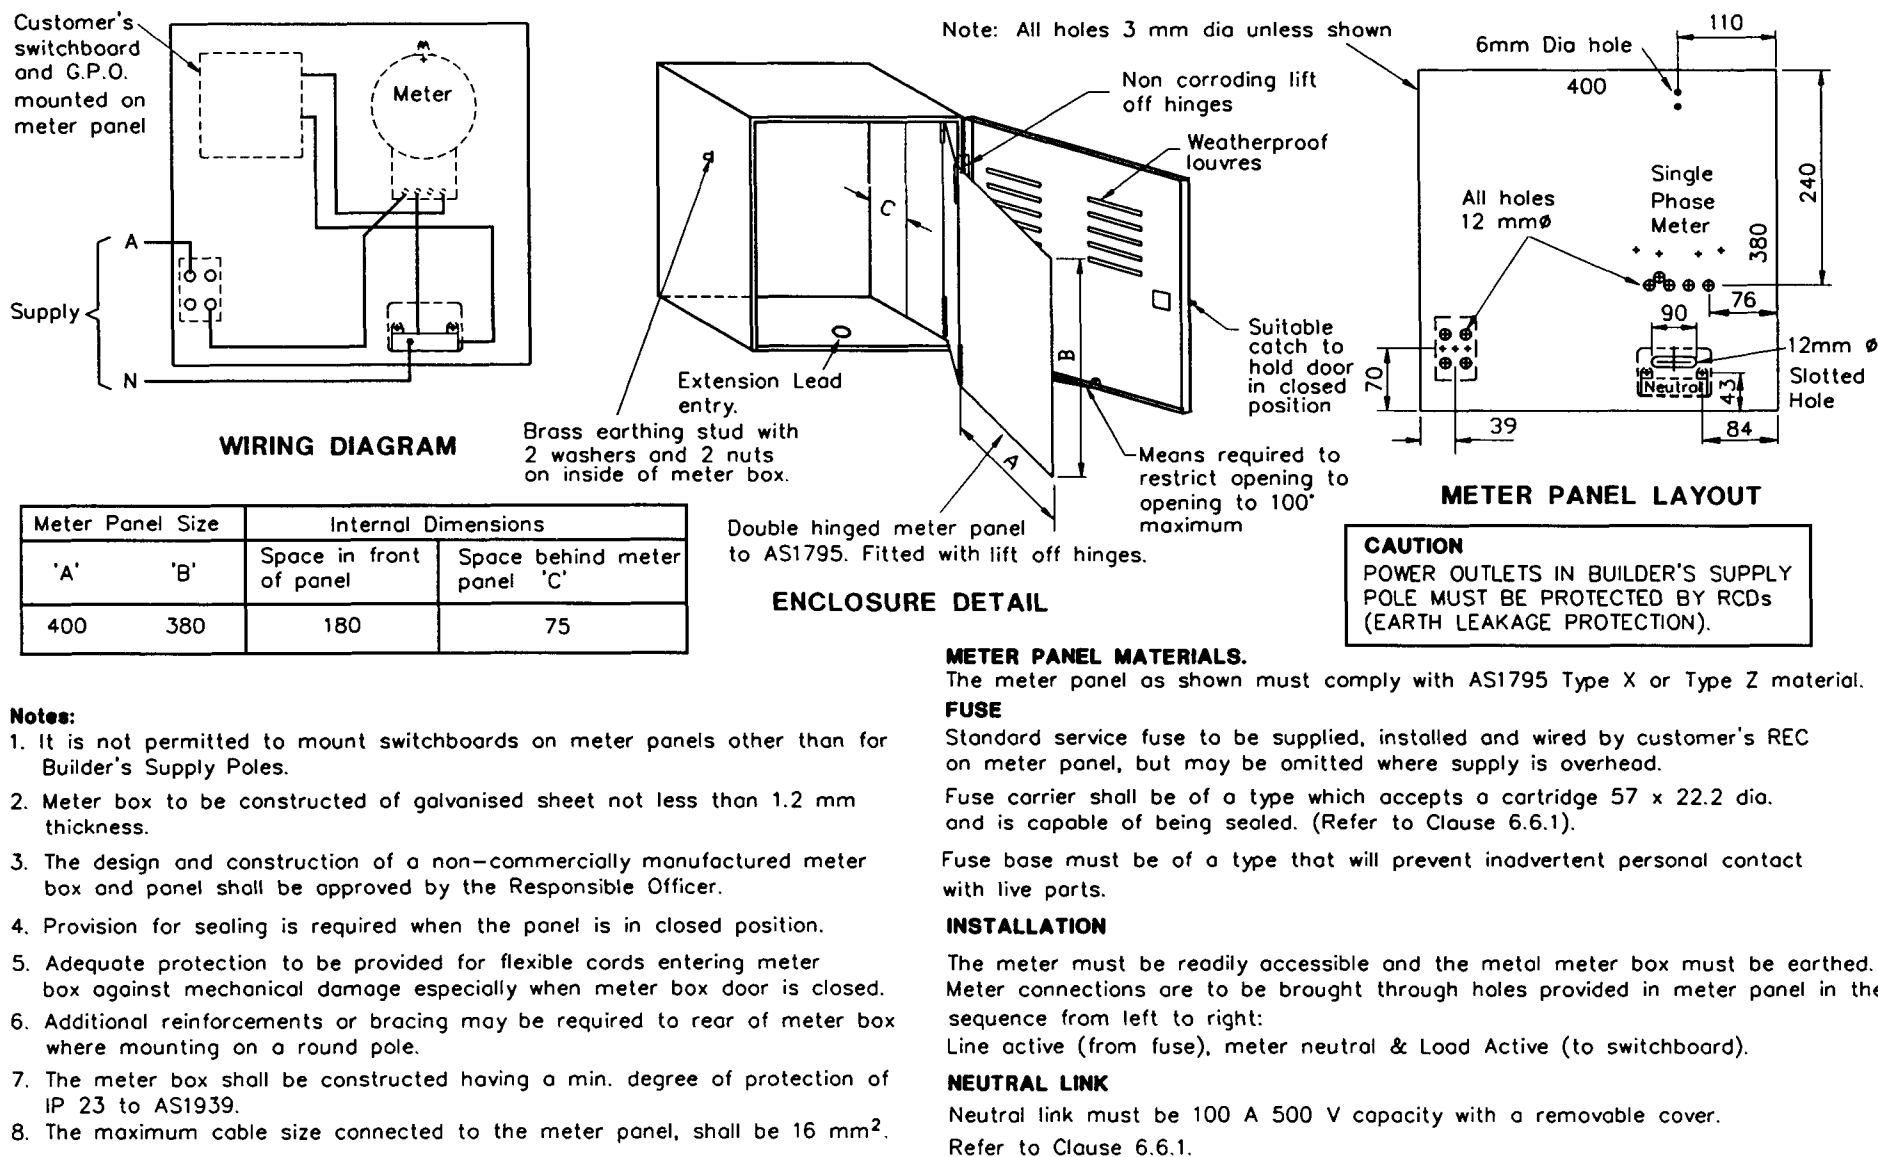 Customer's
switchboard
and G.P.O.
mounted on
meter panel
Meter
A
Supply
N
WIRING DIAGRAM
Note: All holes 3 mm dia unless shown
Non corroding lift
off hinges
Weatherproof
louvres
C
B
A
Extension Lead
entry.
Brass earthing stud with
2 washers and 2 nuts
on inside of meter box.
Suitable
catch to
hold door
in closed
position
Means required to
restrict opening to
opening to 100°
maximum
Double hinged meter panel
to AS1795. Fitted with lift off hinges.
ENCLOSURE DETAIL
110
6mm Dia hole
400
240
Single
Phase
Meter
All holes
12 mmø
380
76
90
12mm ø
Slotted
Hole
Neutral
70
43
39
84
METER PANEL LAYOUT
Meter Panel Size
Internal Dimensions
'A' 'B'
Space in front
of panel
Space behind meter
panel 'C'
400 380 180 75
CAUTION
POWER OUTLETS IN BUILDER'S SUPPLY
POLE MUST BE PROTECTED BY RCDs
(EARTH LEAKAGE PROTECTION).
Notes:
1. It is not permitted to mount switchboards on meter panels other than for
Builder's Supply Poles.
2. Meter box to be constructed of galvanised sheet not less than 1.2 mm
thickness.
3. The design and construction of a non-commercially manufactured meter
box and panel shall be approved by the Responsible Officer.
4. Provision for sealing is required when the panel is in closed position.
5. Adequate protection to be provided for flexible cords entering meter
box against mechanical damage especially when meter box door is closed.
6. Additional reinforcements or bracing may be required to rear of meter box
where mounting on a round pole.
7. The meter box shall be constructed having a min. degree of protection of
IP 23 to AS1939.
8. The maximum cable size connected to the meter panel, shall be 16 mm².
METER PANEL MATERIALS.
The meter panel as shown must comply with AS1795 Type X or Type Z material.
FUSE
Standard service fuse to be supplied, installed and wired by customer's REC
on meter panel, but may be omitted where supply is overhead.
Fuse carrier shall be of a type which accepts a cartridge 57 x 22.2 dia.
and is capable of being sealed. (Refer to Clause 6.6.1).
Fuse base must be of a type that will prevent inadvertent personal contact
with live parts.
INSTALLATION
The meter must be readily accessible and the metal meter box must be earthed.
Meter connections are to be brought through holes provided in meter panel in the
sequence from left to right:
Line active (from fuse), meter neutral & Load Active (to switchboard).
NEUTRAL LINK
Neutral link must be 100 A 500 V capacity with a removable cover.
Refer to Clause 6.6.1.